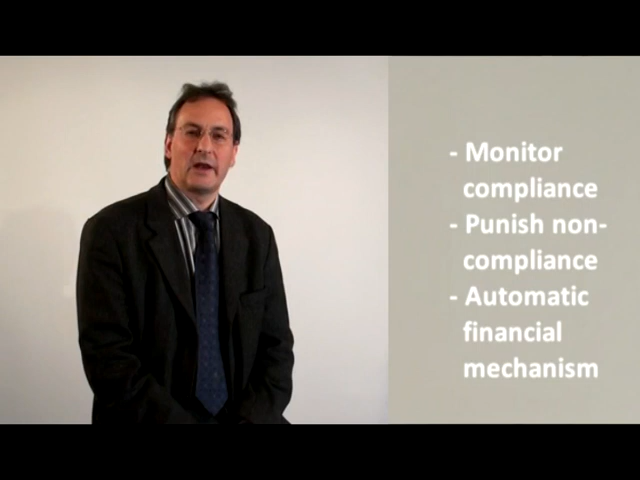 - Monitor
compliance
- Punish non-
compliance
- Automatic
financial
mechanism